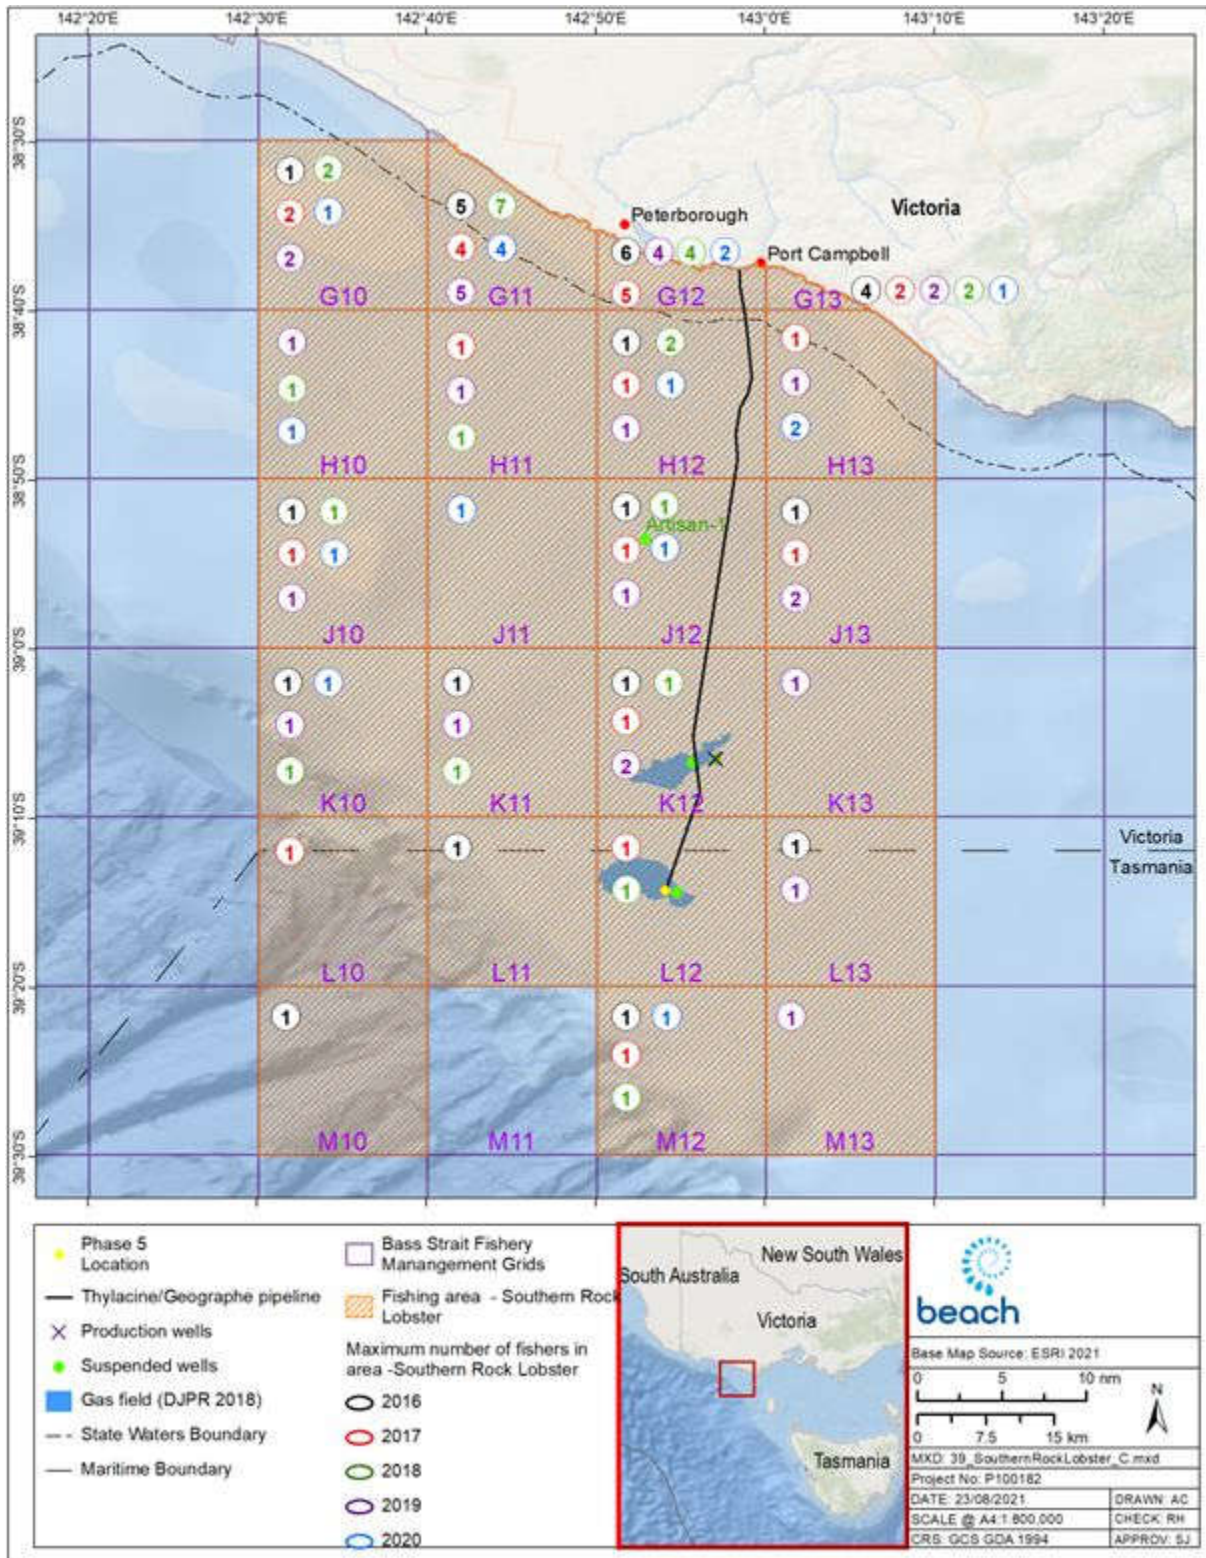 142°20'0"E 142°30'0"E 142°40'0"E 142°50'0"E 143°0'0"E 143°10'0"E 143°20'0"E
38°30'S
1 2
2 1
5 7
Peterborough
Victoria
2
4 4
6 4 4 2
Port Campbell
G10
5
G11
5
G12
G13
4 2 2 2 1
38°40'S
1
1
1 2
1
1
1
1 1
1
1
1
1
2
H10
H11
H12
H13
38°50'S
1 1
1
1 1
1
Artisan-1
1 1
1 1
1
1
1
2
J10
J11
J12
J13
39°0'S
1 1
1
1 1
1
1
1
1
1
1
2
K10
K11
K12
K13
39°10'S
1
1
1
1
Victoria
Tasmania
1
1
L10
L11
L12
L13
39°20'S
1
1 1
1
1
1
M10
M11
M12
M13
39°30'S
Phase 5
Location
Thylacine/Geographe pipeline
Production wells
Suspended wells
Gas field (DJPR 2018)
State Waters Boundary
Maritime Boundary
Bass Strait Fishery
Manangement Grids
Fishing area - Southern Rock
Lobster
Maximum number of fishers in
area -Southern Rock Lobster
2016
2017
2018
2019
2020
New South Wales
South Australia
Victoria
Tasmania
beach
Base Map Source: ESRI 2021
0 5 10 nm
N
0 7.5 15 km
MXD: 39_SouthernRockLobster_C.mxd
Project No: P100182
DATE: 23/08/2021 DRAWN: AC
SCALE @ A4:1:800,000 CHECK: RH
CRS: GCS GDA 1994 APPROV: SJ